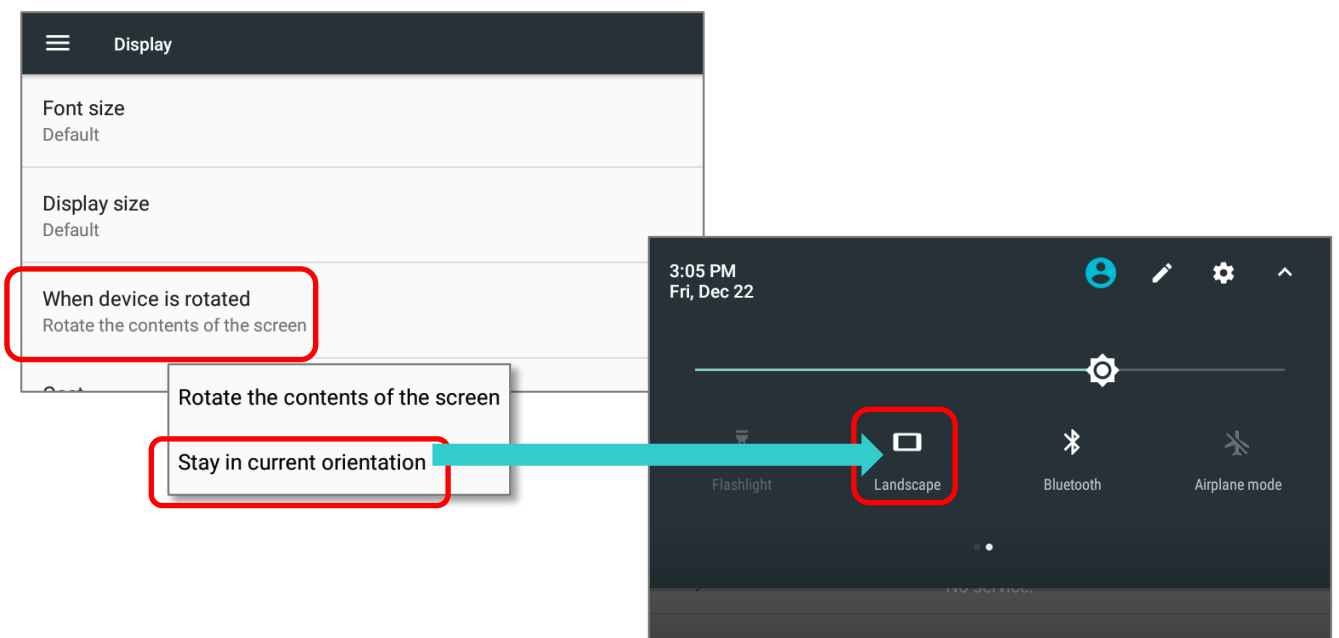 Display
Font size
Default
Display size
Default
When device is rotated
Rotate the contents of the screen
Rotate the contents of the screen
Stay in current orientation
3:05 PM
Fri, Dec 22
Flashlight
Landscape
Bluetooth
Airplane mode
No service.